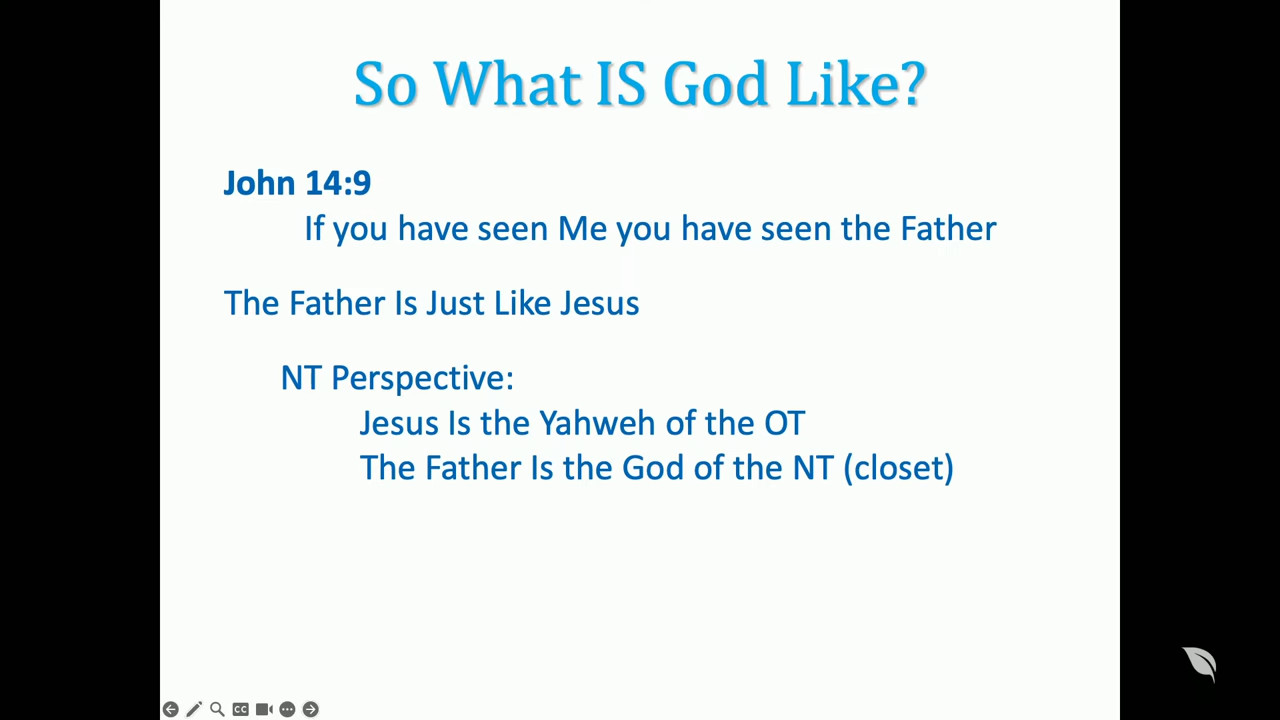 So What IS God Like?
John 14:9
If you have seen Me you have seen the Father
The Father Is Just Like Jesus
NT Perspective:
Jesus Is the Yahweh of the OT
The Father Is the God of the NT (closet)
CC